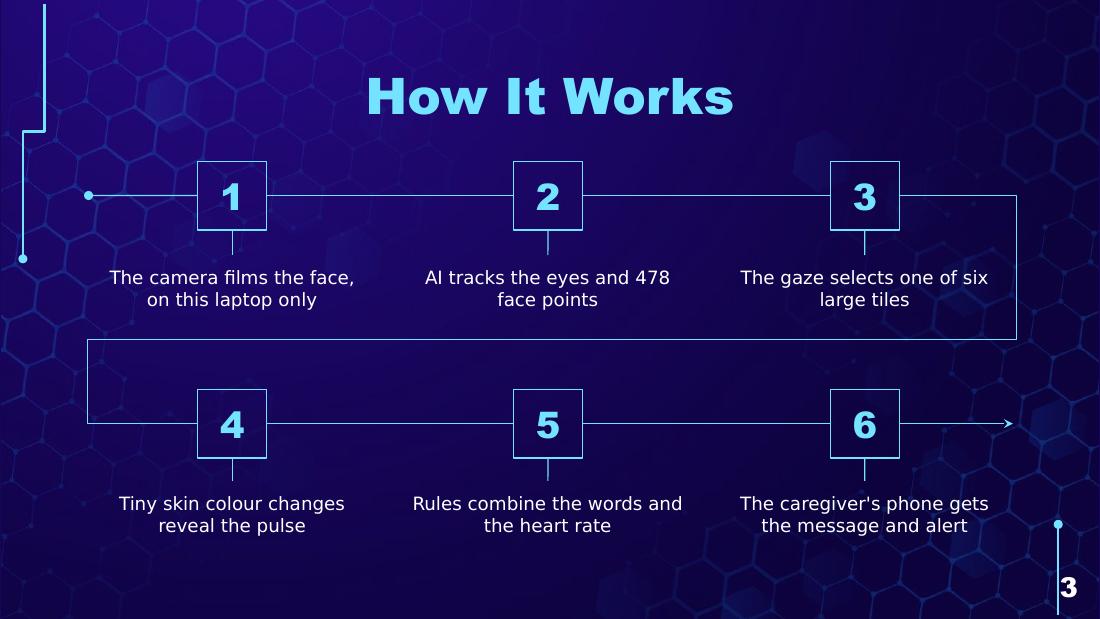 How It Works
1
2
3
The camera films the face,
on this laptop only
AI tracks the eyes and 478
face points
The gaze selects one of six
large tiles
4
5
6
Tiny skin colour changes
reveal the pulse
Rules combine the words and
the heart rate
The caregiver's phone gets
the message and alert
3